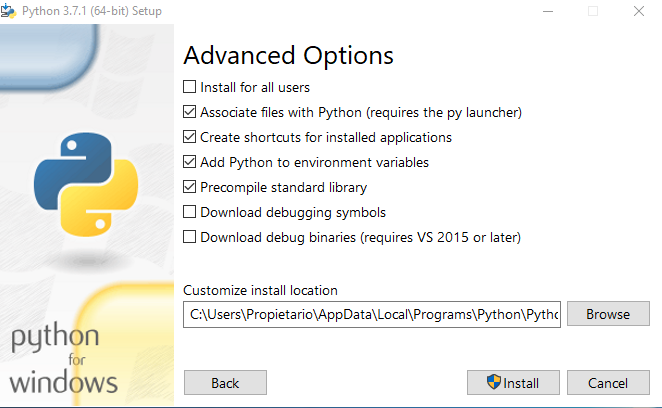 Python 3.7.1 (64-bit) Setup
Advanced Options
Install for all users
Associate files with Python (requires the py launcher)
Create shortcuts for installed applications
Add Python to environment variables
Precompile standard library
Download debugging symbols
Download debug binaries (requires VS 2015 or later)
Customize install location
C:\Users\Propietario\AppData\Local\Programs\Python\Pytho
Browse
python
for
windows
Back
Install
Cancel